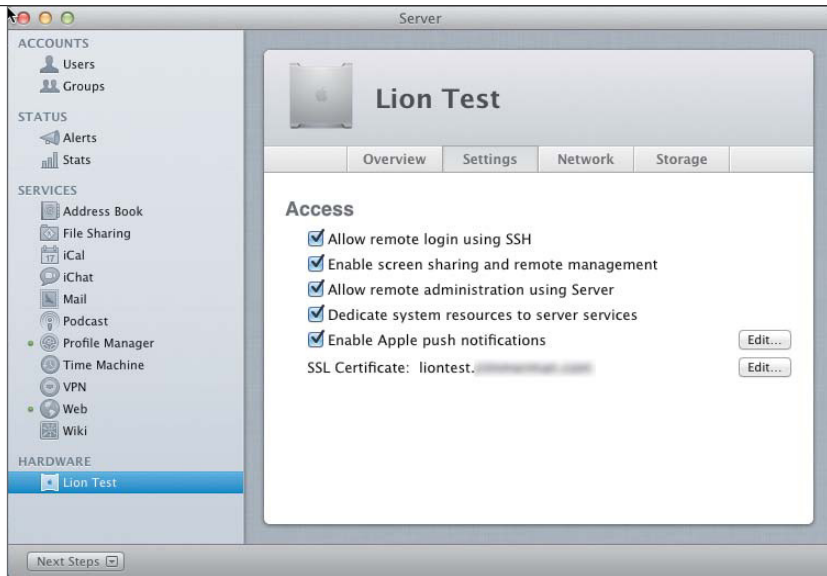 Server
ACCOUNTS
Users
Groups
STATUS
Alerts
Stats
SERVICES
Address Book
File Sharing
17 iCal
iChat
Mail
Podcast
Profile Manager
Time Machine
VPN
Web
Wiki
HARDWARE
Lion Test
Next Steps
Lion Test
Overview Settings Network Storage
Access
Allow remote login using SSH
Enable screen sharing and remote management
Allow remote administration using Server
Dedicate system resources to server services
Enable Apple push notifications Edit...
SSL Certificate: liontest. Edit...